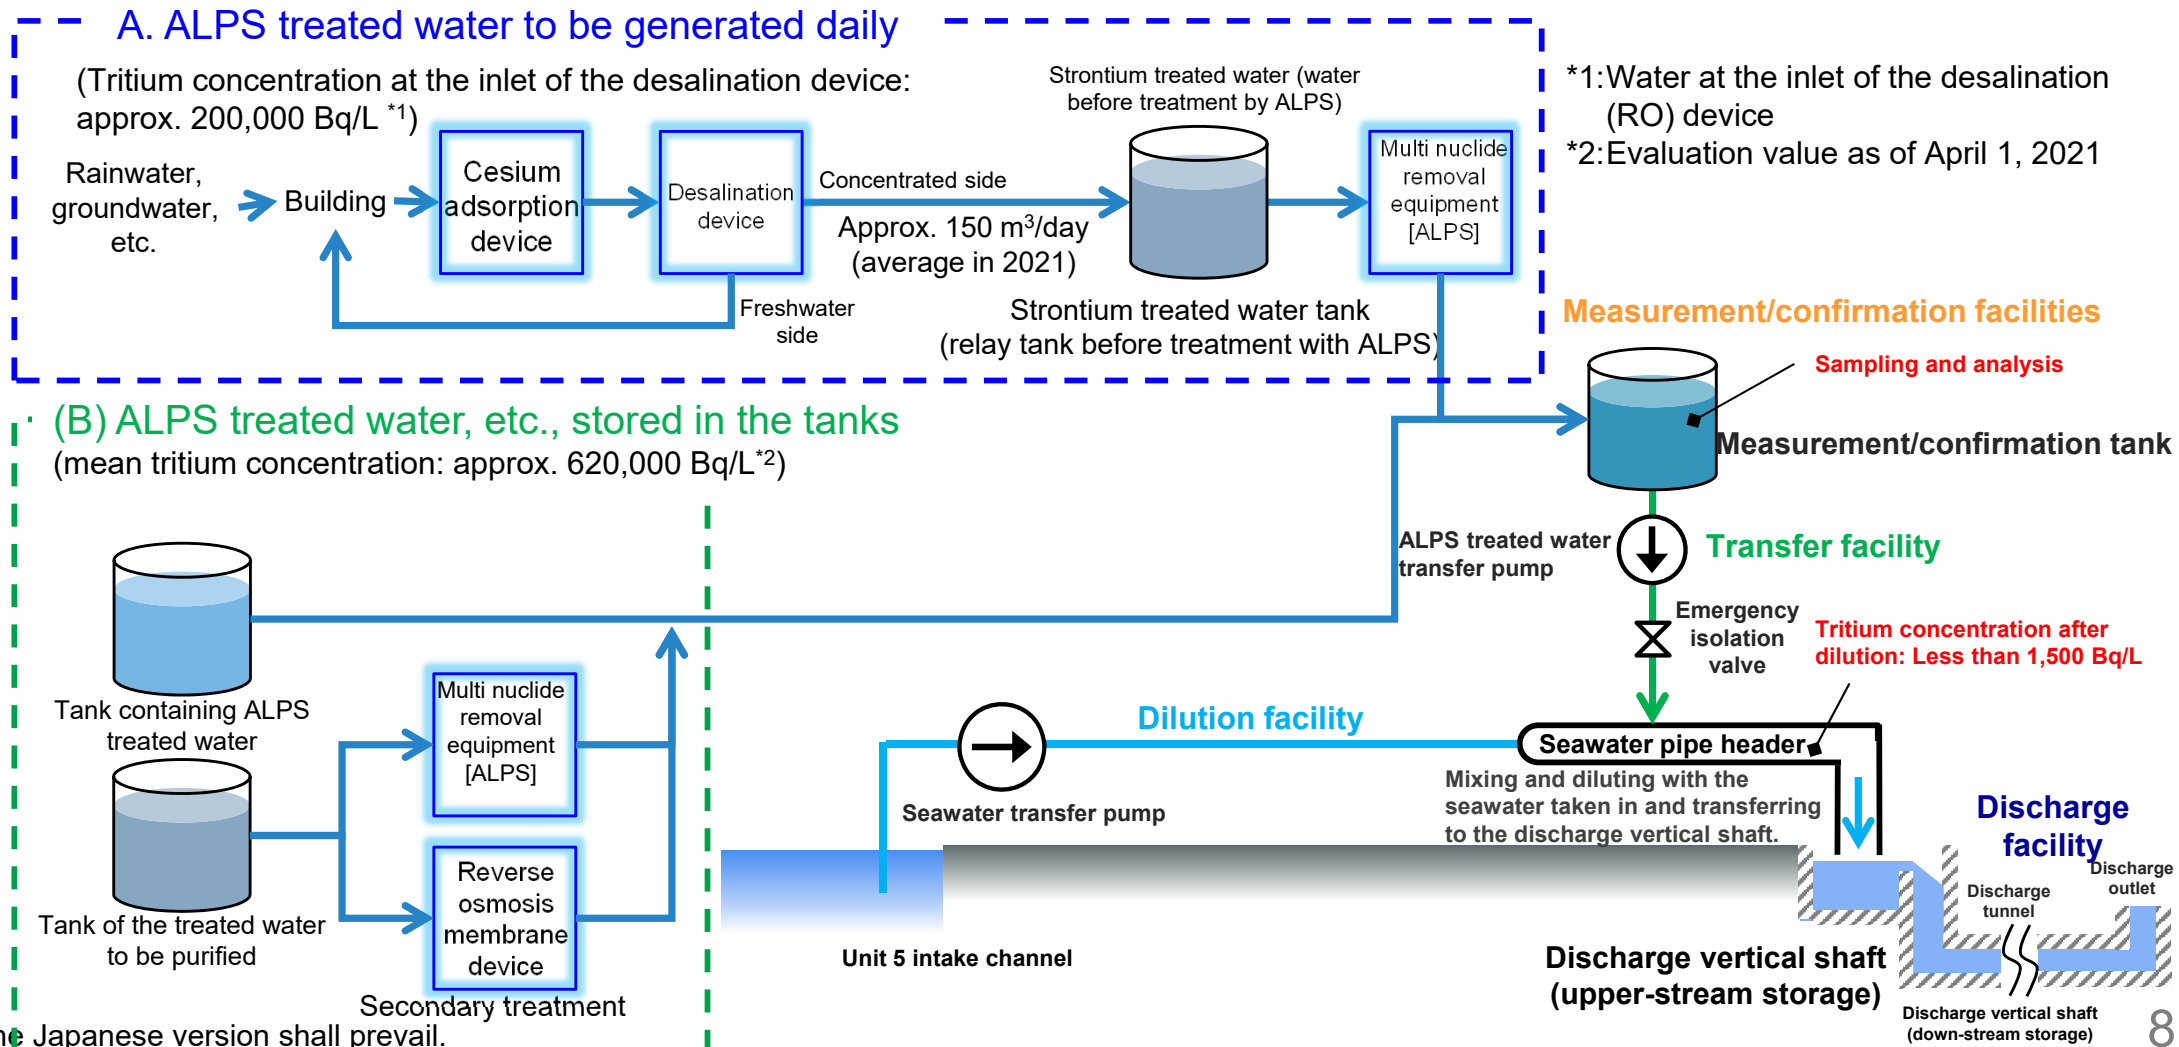 A. ALPS treated water to be generated daily
(Tritium concentration at the inlet of the desalination device:
approx. 200,000 Bq/L *1)
Rainwater,
groundwater,
etc.
Building
Cesium
adsorption
device
Desalination
device
Concentrated side
Approx. 150 m3/day
(average in 2021)
Freshwater
side
Strontium treated water (water
before treatment by ALPS)
Strontium treated water tank
(relay tank before treatment with ALPS)
Multi nuclide
removal
equipment
[ALPS]
*1:Water at the inlet of the desalination
(RO) device
*2:Evaluation value as of April 1, 2021
Measurement/confirmation facilities
Sampling and analysis
Measurement/confirmation tank
(B) ALPS treated water, etc., stored in the tanks
(mean tritium concentration: approx. 620,000 Bq/L*2)
Tank containing ALPS
treated water
Tank of the treated water
to be purified
Multi nuclide
removal
equipment
[ALPS]
Reverse
osmosis
membrane
device
Secondary treatment
ALPS treated water
transfer pump
Transfer facility
Emergency
isolation
valve
Tritium concentration after
dilution: Less than 1,500 Bq/L
Dilution facility
Seawater pipe header
Seawater transfer pump
Mixing and diluting with the
seawater taken in and transferring
to the discharge vertical shaft.
Unit 5 intake channel
Discharge
facility
Discharge
outlet
Discharge
tunnel
Discharge vertical shaft
(upper-stream storage)
Discharge vertical shaft
(down-stream storage)
Japanese version shall prevail.
8